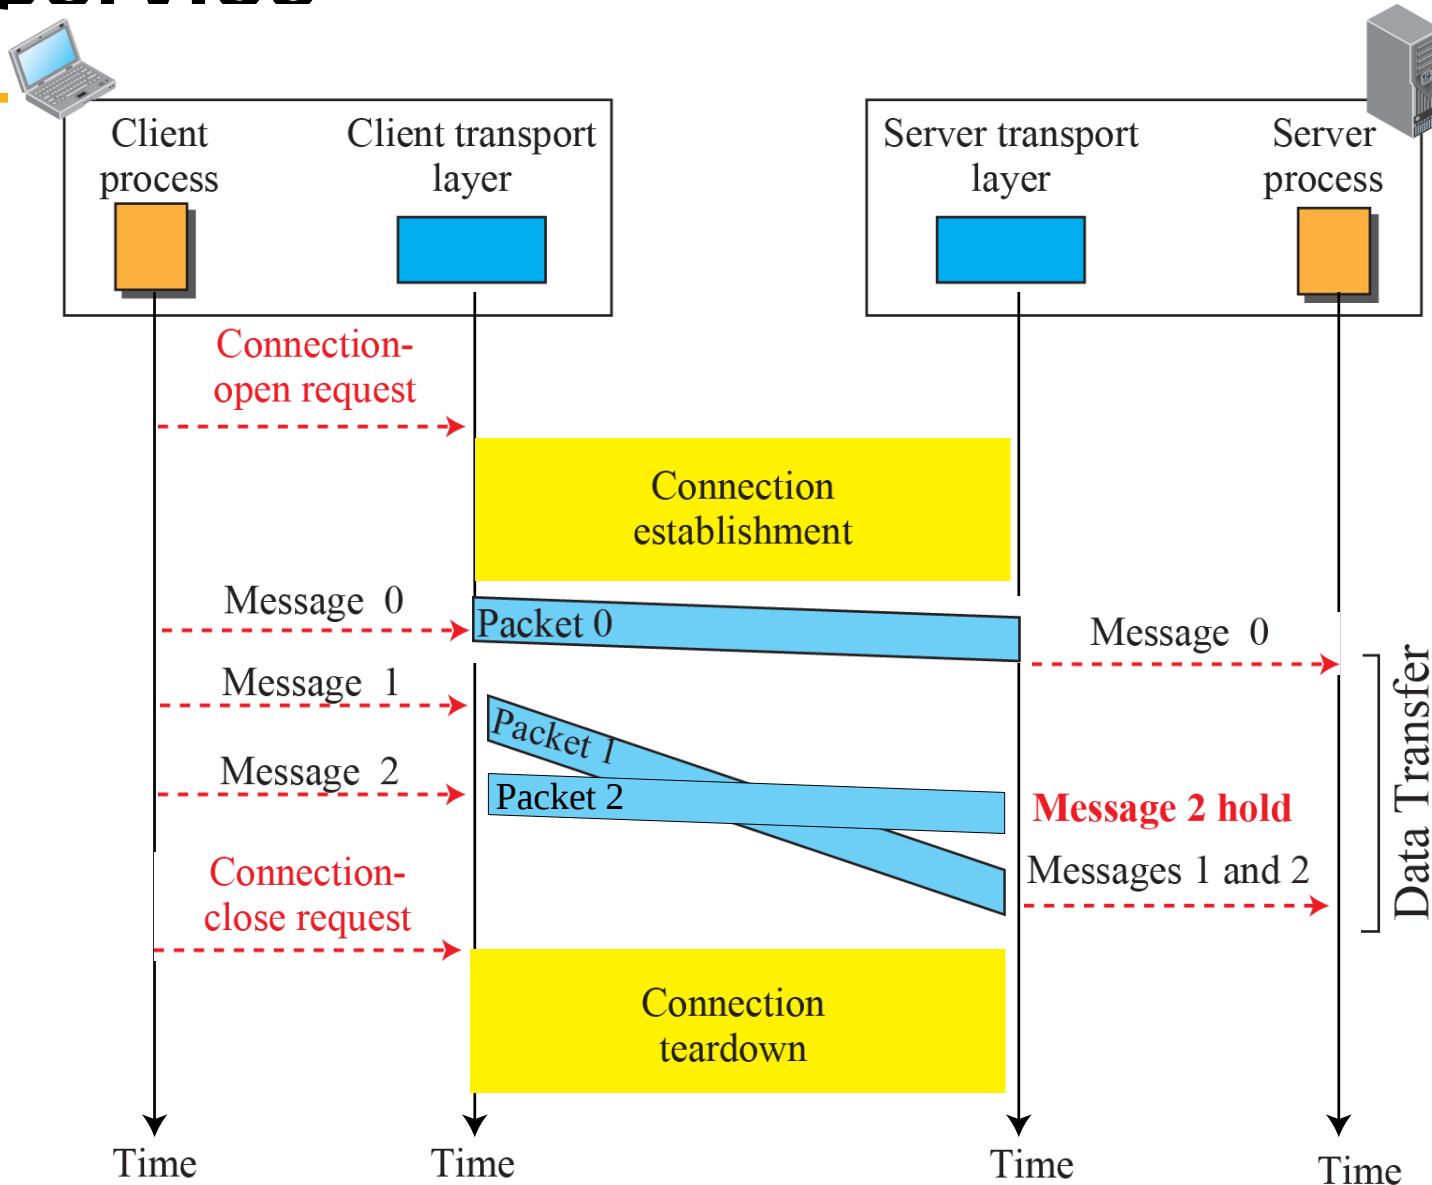 Client
process
Client transport
layer
Server transport
layer
Server
process
Connection-
open request
Connection
establishment
Message 0
Packet 0
Message 0
Message 1
Packet 1
Message 2
Packet 2
Message 2 hold
Messages 1 and 2
Data Transfer
Connection-
close request
Connection
teardown
Time
Time
Time
Time